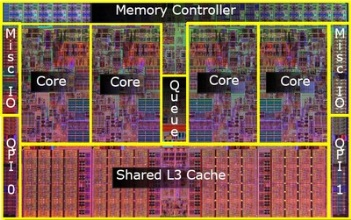 Memory Controller
Misc IO
Core
Core
Queue
Core
Core
Misc IO
QPI 0
Shared L3 Cache
QPI 1